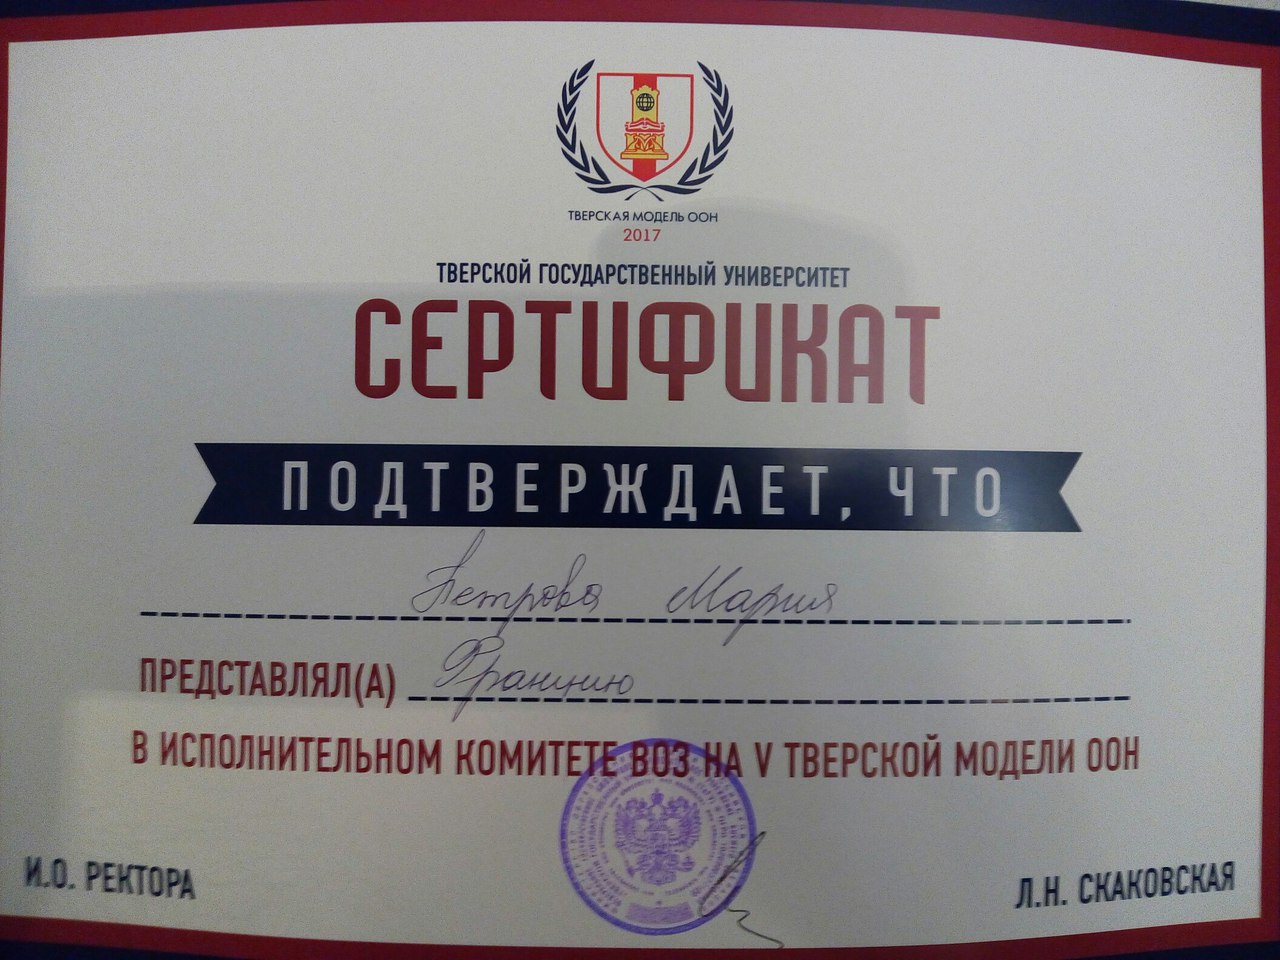 ТВЕРСКАЯ МОДЕЛЬ ООН
2017
ТВЕРСКОЙ ГОСУДАРСТВЕННЫЙ УНИВЕРСИТЕТ
СЕРТИФИКАТ
ПОДТВЕРЖДАЕТ, ЧТО
Петрова Мария
ПРЕДСТАВЛЯЛ(А) Францию
В ИСПОЛНИТЕЛЬНОМ КОМИТЕТЕ ВОЗ НА V ТВЕРСКОЙ МОДЕЛИ ООН
И.О. РЕКТОРА
Л.Н. СКАКОВСКАЯ